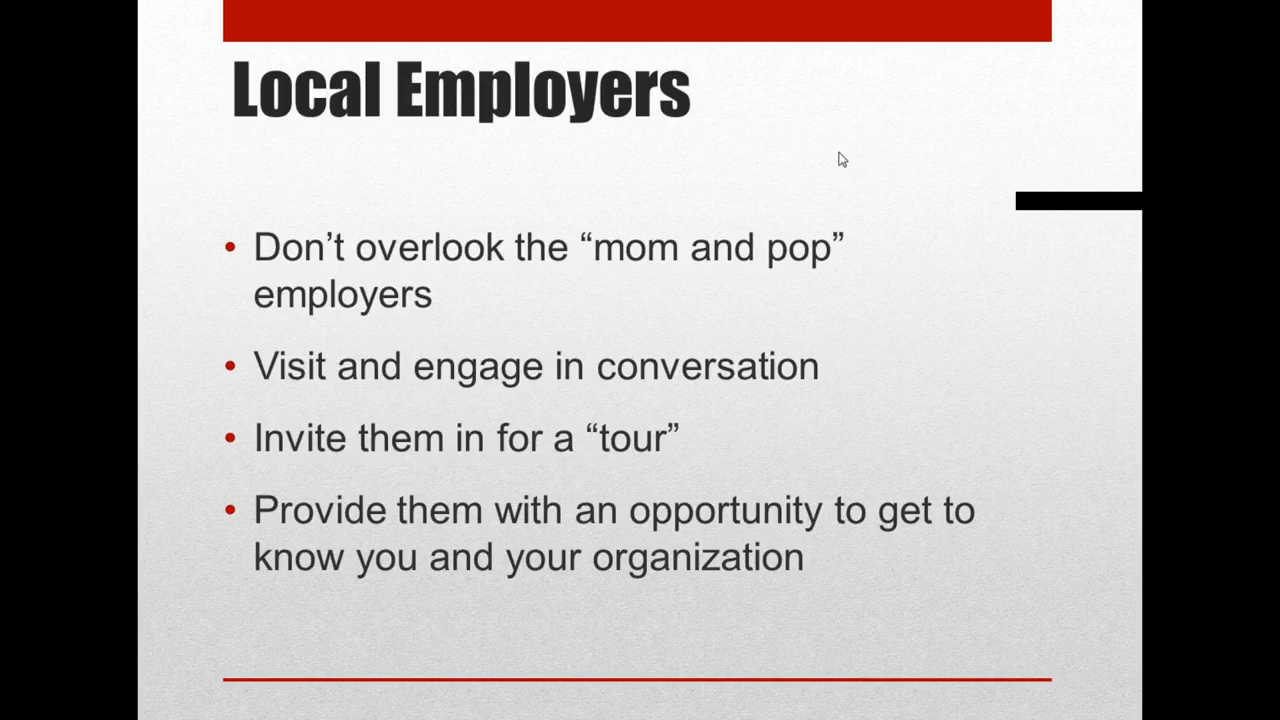 Local Employers
• Don’t overlook the “mom and pop”
employers
• Visit and engage in conversation
• Invite them in for a “tour”
• Provide them with an opportunity to get to
know you and your organization